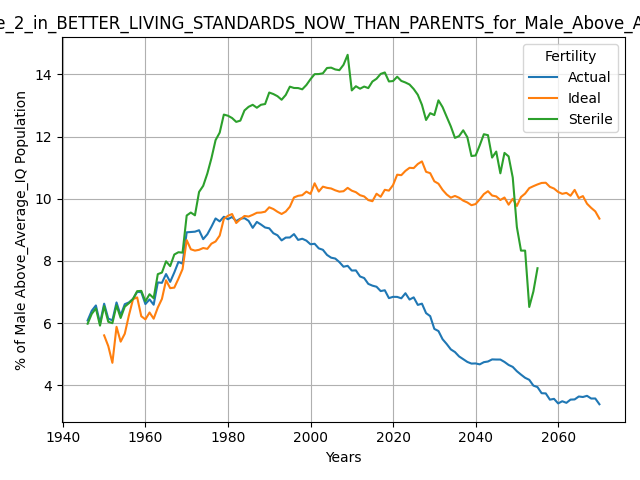 e_2_in_BETTER_LIVING_STANDARDS_NOW_THAN_PARENTS_for_Male_Above_A
Fertility
Actual
Ideal
Sterile
% of Male Above_Average_IQ Population
14
12
10
8
6
4
1940
1960
1980
2000
2020
2040
2060
Years